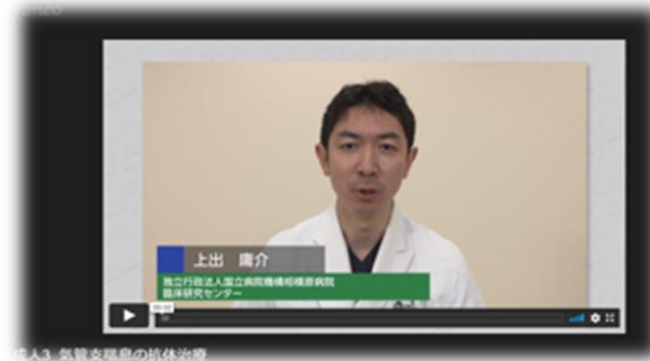 上出 庸介
独立行政法人国立病院機構相模原病院
臨床研究センター
成人3 気管支喘息の抗体治療